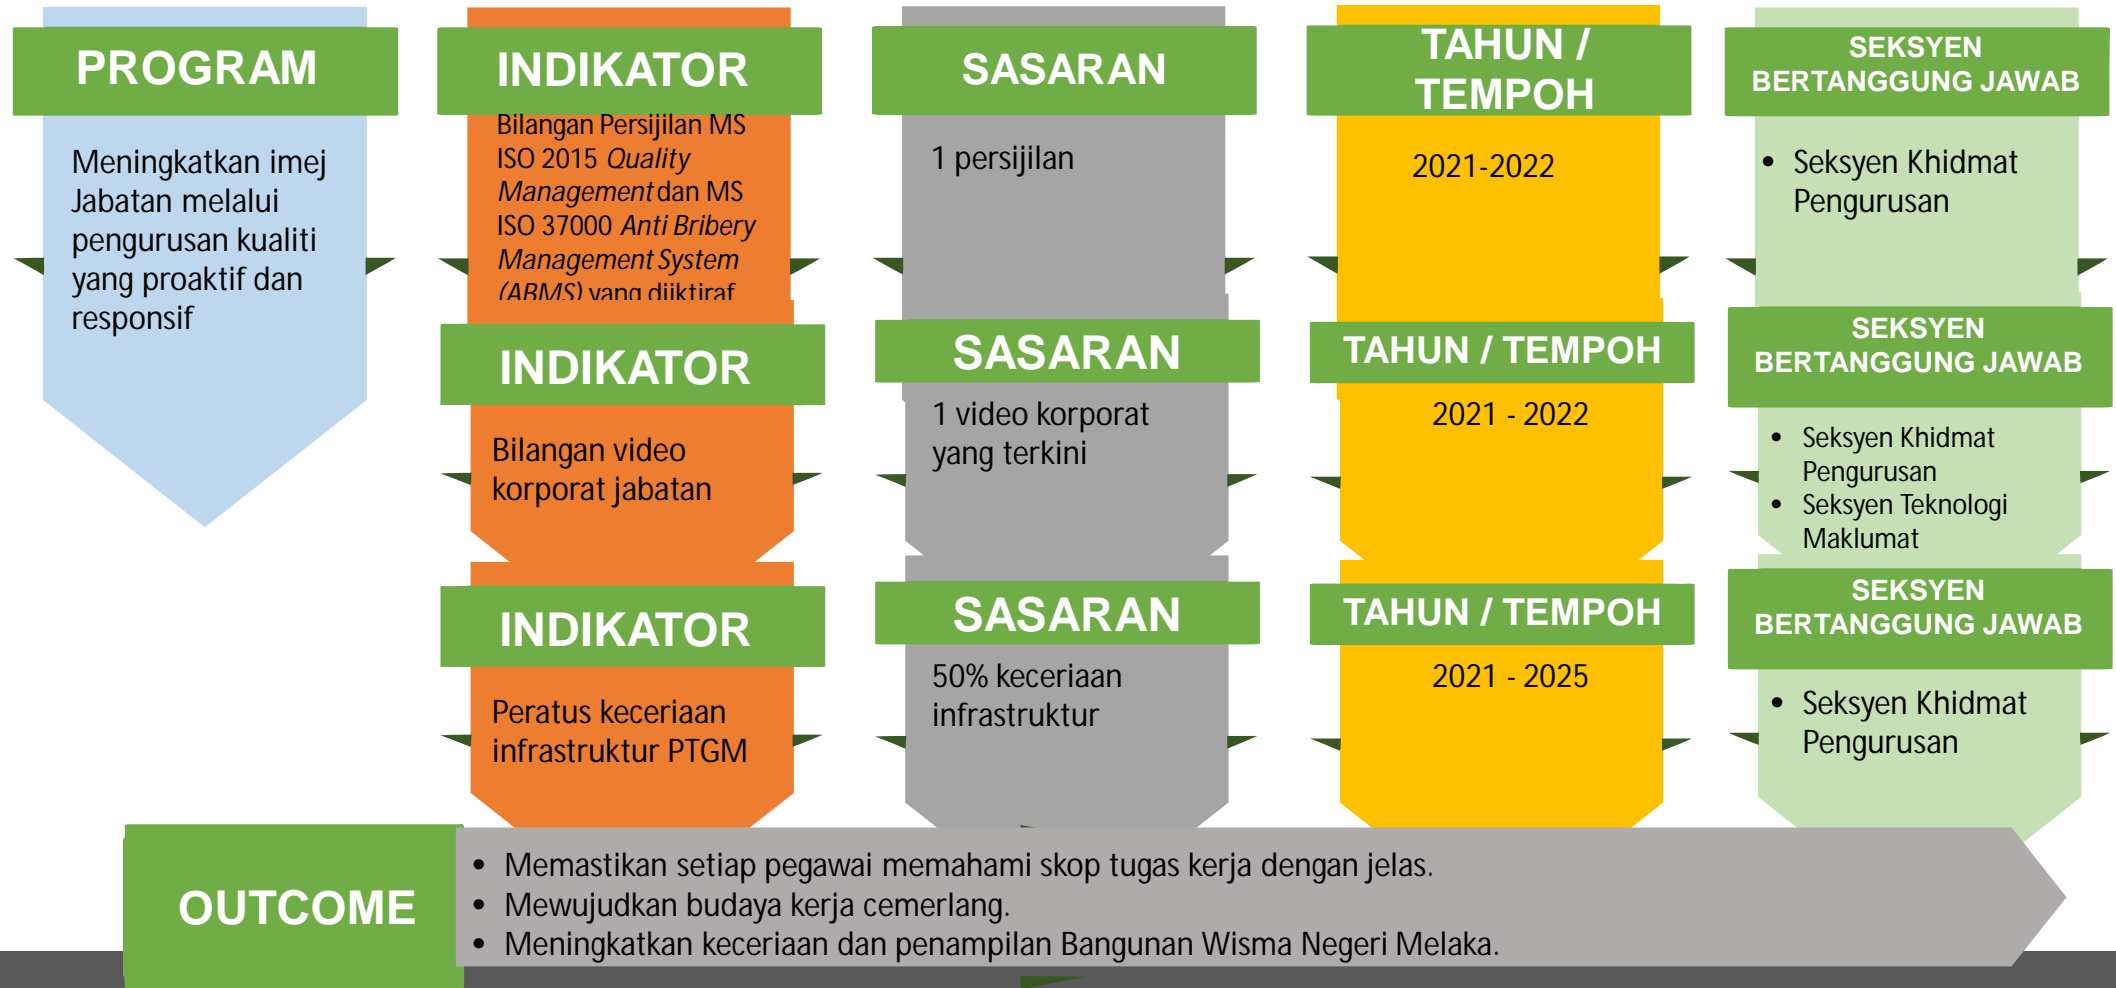 PROGRAM
Meningkatkan imej
Jabatan melalui
pengurusan kualiti
yang proaktif dan
responsif
INDIKATOR
Bilangan Persijilan MS
ISO 2015 Quality
Management dan MS
ISO 37000 Anti Bribery
Management System
(ABMS) yang diiktiraf
SASARAN
1 persijilan
TAHUN /
TEMPOH
2021-2022
SEKSYEN
BERTANGGUNG JAWAB
• Seksyen Khidmat
Pengurusan
INDIKATOR
Bilangan video
korporat jabatan
SASARAN
1 video korporat
yang terkini
TAHUN / TEMPOH
2021 - 2022
SEKSYEN
BERTANGGUNG JAWAB
• Seksyen Khidmat
Pengurusan
• Seksyen Teknologi
Maklumat
INDIKATOR
Peratus keceriaan
infrastruktur PTGM
SASARAN
50% keceriaan
infrastruktur
TAHUN / TEMPOH
2021 - 2025
SEKSYEN
BERTANGGUNG JAWAB
• Seksyen Khidmat
Pengurusan
OUTCOME
• Memastikan setiap pegawai memahami skop tugas kerja dengan jelas.
• Mewujudkan budaya kerja cemerlang.
• Meningkatkan keceriaan dan penampilan Bangunan Wisma Negeri Melaka.